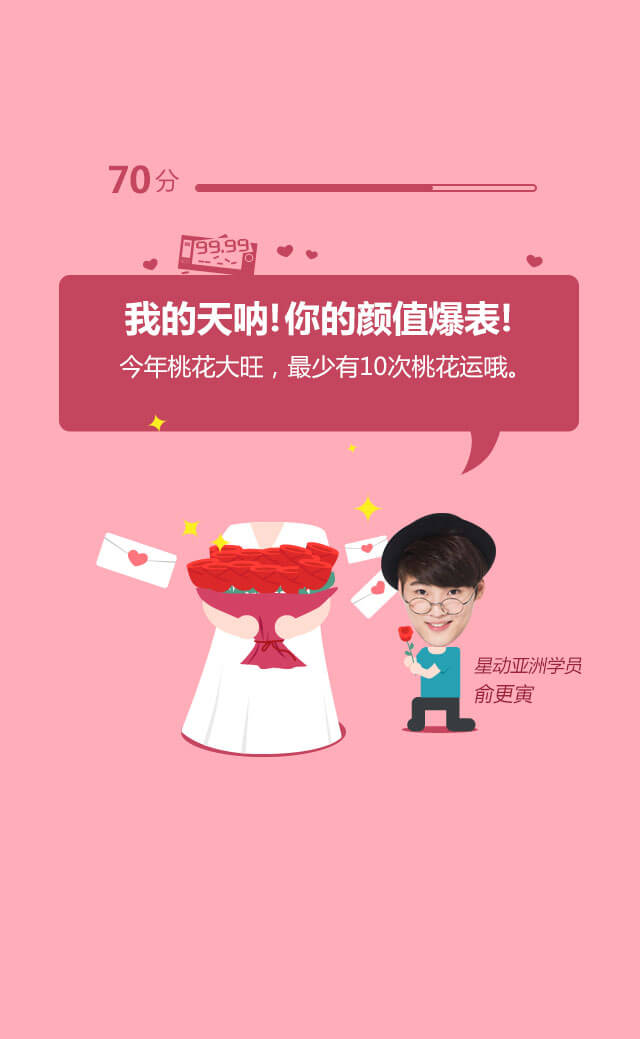 70分
99.99
我的天呐!你的颜值爆表!
今年桃花大旺，最少有10次桃花运哦。
星动亚洲学员
俞更寅